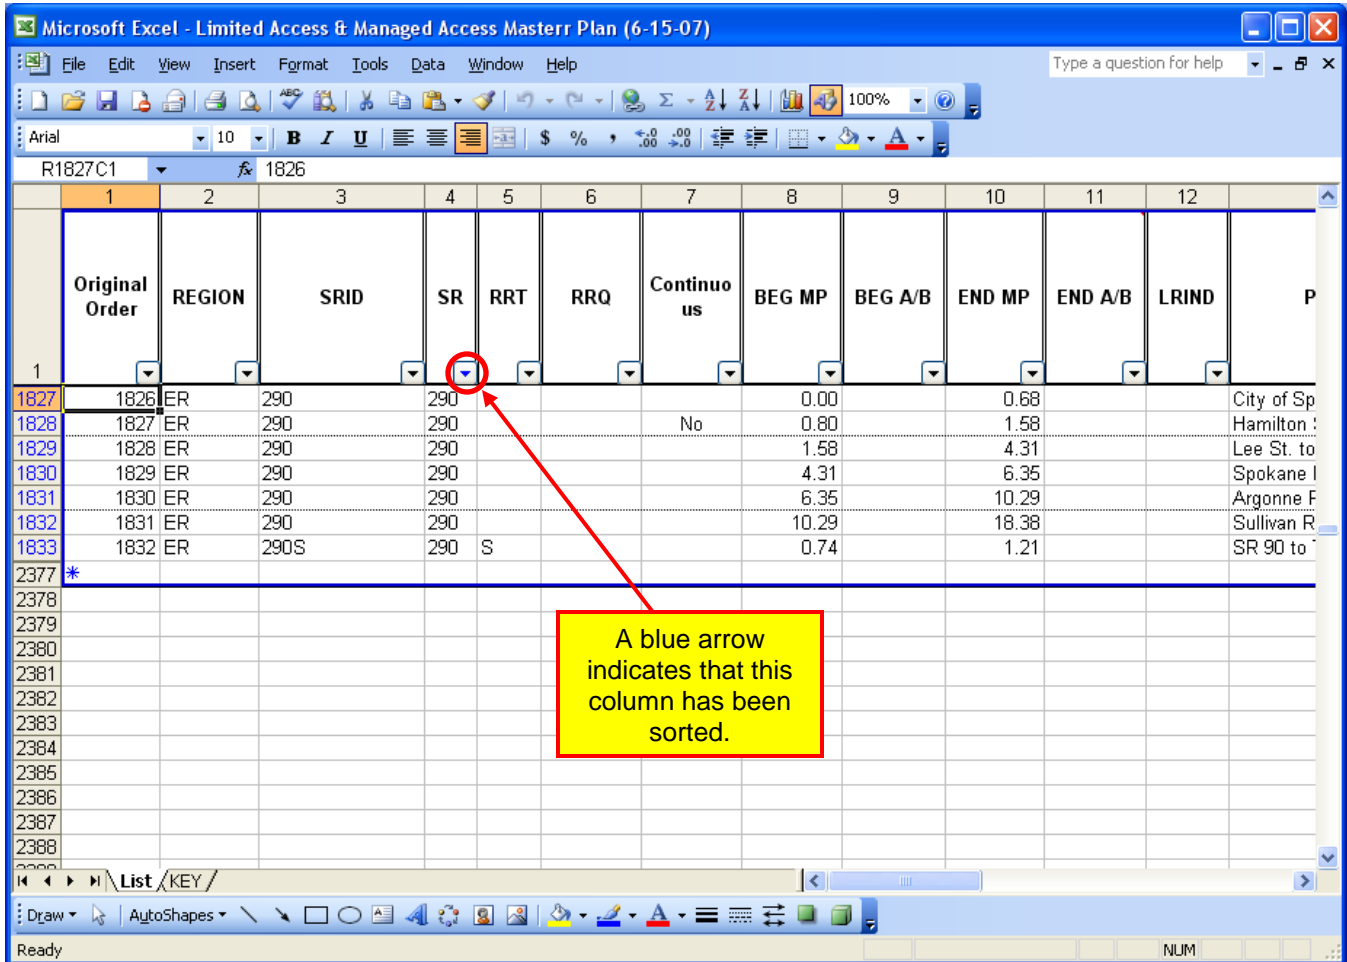 Microsoft Excel - Limited Access & Managed Access Masterr Plan (6-15-07)
File Edit View Insert Format Tools Data Window Help
Type a question for help
100%
Arial 10 B I U $ % ,
R1827C1 fx 1826
1 2 3 4 5 6 7 8 9 10 11 12
1 Original Order REGION SRID SR RRT RRQ Continuo us BEG MP BEG A/B END MP END A/B LRIND P
1827 1826 ER 290 290 0.00 0.68 City of Sp
1828 1827 ER 290 290 No 0.80 1.58 Hamilton
1829 1828 ER 290 290 1.58 4.31 Lee St. to
1830 1829 ER 290 290 4.31 6.35 Spokane
1831 1830 ER 290 290 6.35 10.29 Argonne
1832 1831 ER 290 290 10.29 18.38 Sullivan R
1833 1832 ER 290S 290 S 0.74 1.21 SR 90 to
2377 *
2378
2379
2380
2381
2382
2383
2384
2385
2386
2387
2388
A blue arrow
indicates that this
column has been
sorted.
List KEY
Draw AutoShapes
Ready NUM